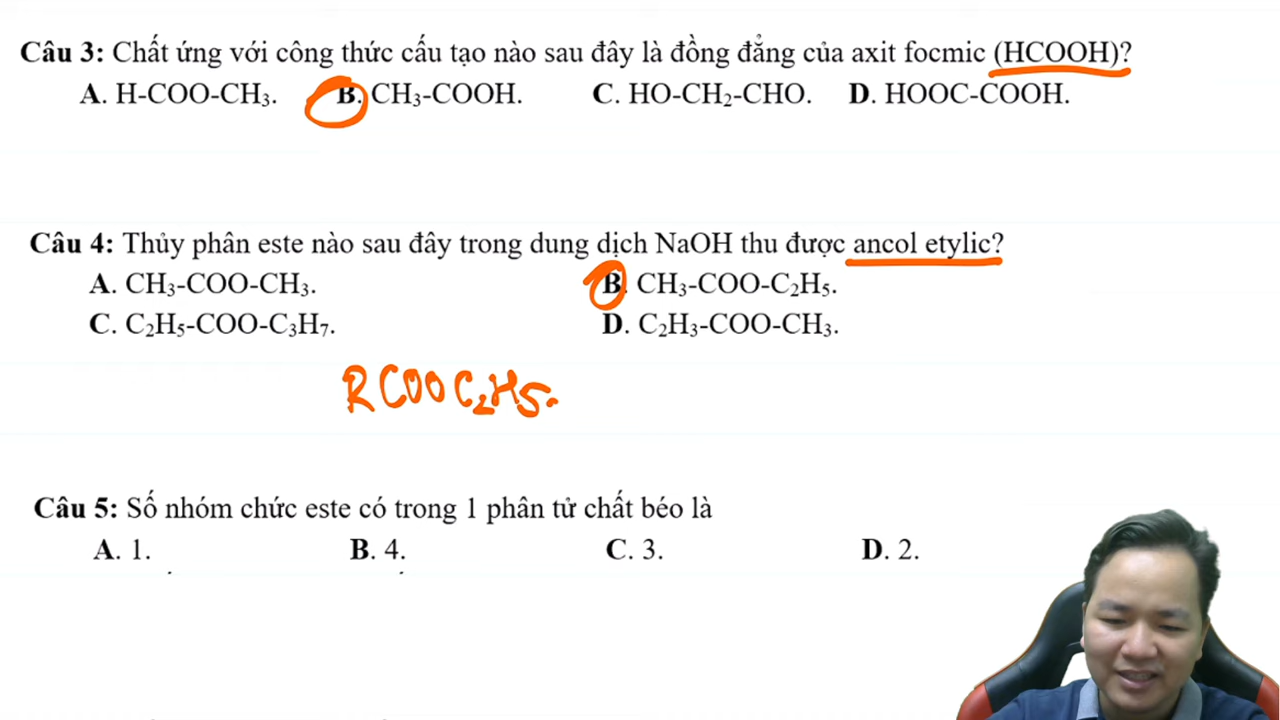 Câu 3: Chất ứng với công thức cấu tạo nào sau đây là đồng đẳng của axit focmic (HCOOH)?
A. H-COO-CH₃. B. CH₃-COOH. C. HO-CH₂-CHO. D. HOOC-COOH.
Câu 4: Thủy phân este nào sau đây trong dung dịch NaOH thu được ancol etylic?
A. CH₃-COO-CH₃. B. CH₃-COO-C₂H₅.
C. C₂H₅-COO-C₃H₇. D. C₂H₃-COO-CH₃.
RCOOC₂H₅.
Câu 5: Số nhóm chức este có trong 1 phân tử chất béo là
A. 1. B. 4. C. 3. D. 2.